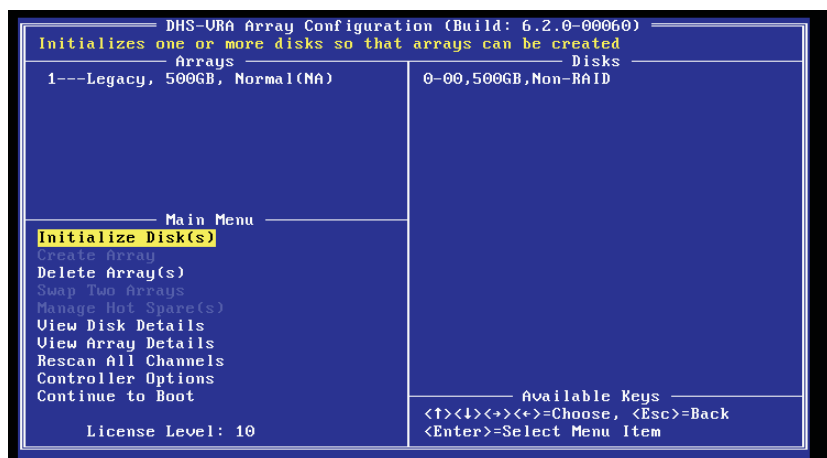 DHS-VRA Array Configurati
on (Build: 6.2.0-00060)
Initializes one or more disks so that arrays can be created
Arrays
1---Legacy, 500GB, Normal(NA)
Disks
0-00,500GB,Non-RAID
Main Menu
Initialize Disk(s)
Create Array
Delete Array(s)
Swap Two Arrays
Manage Hot Spare(s)
View Disk Details
View Array Details
Rescan All Channels
Controller Options
Continue to Boot
License Level: 10
Available Keys
<↑><↓><→><←>=Choose, <Esc>=Back
<Enter>=Select Menu Item